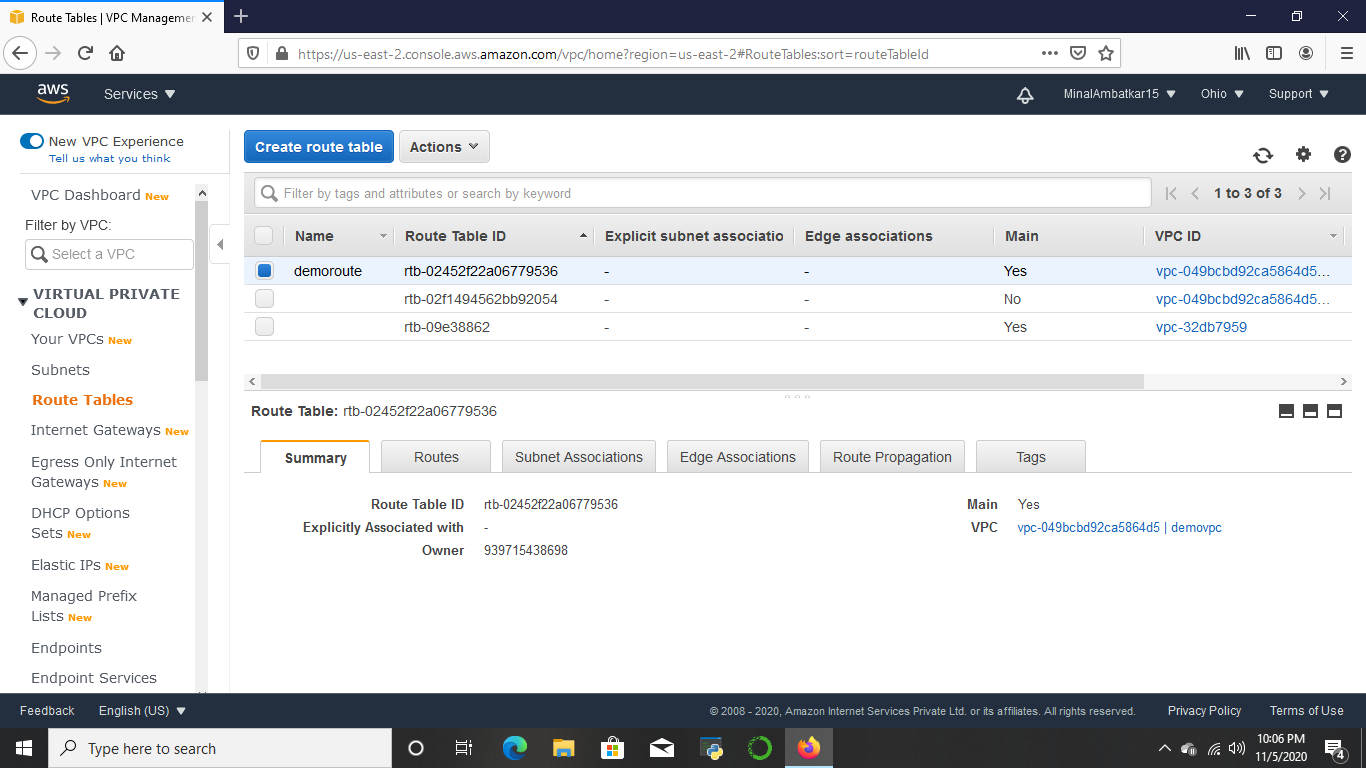 Route Tables | VPC Managemen
https://us-east-2.console.aws.amazon.com/vpc/home?region=us-east-2#RouteTables:sort=routeTableId
aws Services MinalAmbatkar15 Ohio Support
New VPC Experience
Tell us what you think
VPC Dashboard New
Filter by VPC:
Select a VPC
VIRTUAL PRIVATE
CLOUD
Your VPCs New
Subnets
Route Tables
Internet Gateways New
Egress Only Internet
Gateways New
DHCP Options
Sets New
Elastic IPs New
Managed Prefix
Lists New
Endpoints
Endpoint Services
Create route table Actions
Filter by tags and attributes or search by keyword 1 to 3 of 3
Name Route Table ID Explicit subnet associatio Edge associations Main VPC ID
demoroute rtb-02452f22a06779536 - - Yes vpc-049bcbd92ca5864d5...
rtb-02f1494562bb92054 - - No vpc-049bcbd92ca5864d5...
rtb-09e38862 - - Yes vpc-32db7959
Route Table: rtb-02452f22a06779536
Summary Routes Subnet Associations Edge Associations Route Propagation Tags
Route Table ID rtb-02452f22a06779536 Main Yes
Explicitly Associated with - VPC vpc-049bcbd92ca5864d5 | demovpc
Owner 939715438698
Feedback English (US) © 2008 - 2020, Amazon Internet Services Private Ltd. or its affiliates. All rights reserved. Privacy Policy Terms of Use
Type here to search
10:06 PM
11/5/2020
4